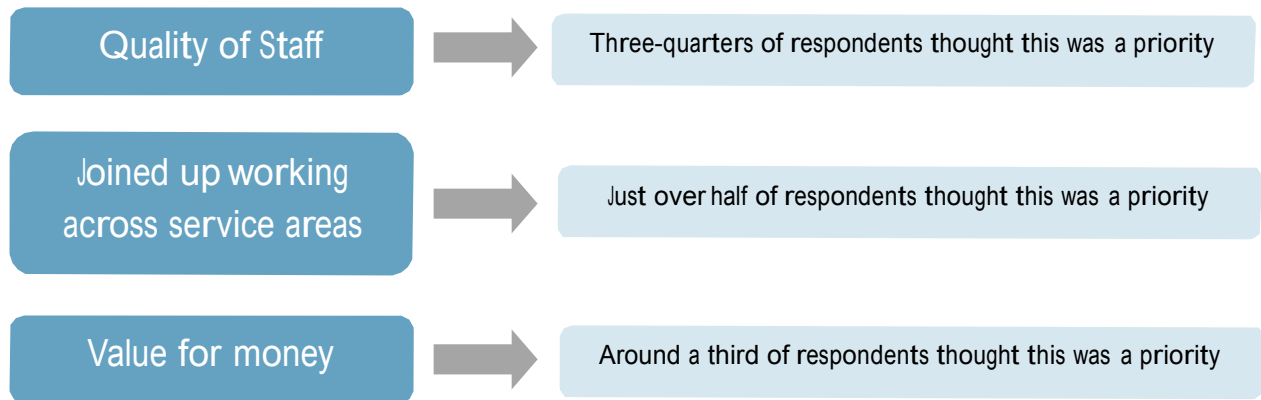 Quality of Staff
Three-quarters of respondents thought this was a priority
Joined up working
across service areas
Just over half of respondents thought this was a priority
Value for money
Around a third of respondents thought this was a priority